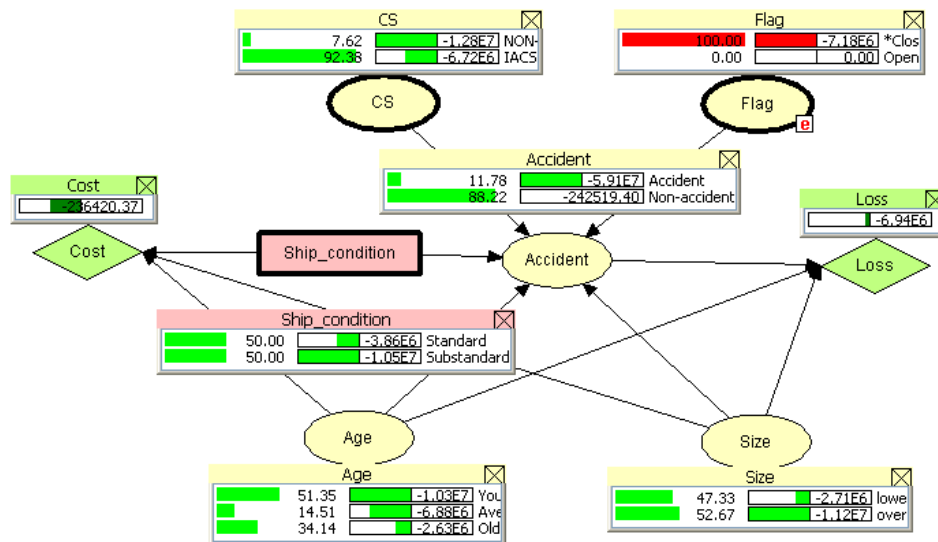 CS
7.62 -1.28E7 NON-
92.38 -6.72E6 IACS
Flag
100.00 -7.18E6 *Clos
0.00 0.00 Open
CS
Flag
e
Accident
11.78 -5.91E7 Accident
88.22 -242519.40 Non-accident
Cost
-236420.37
Loss
-6.94E6
Cost
Ship_condition
Accident
Loss
Ship_condition
50.00 -3.86E6 Standard
50.00 -1.05E7 Substandard
Age
Size
Age
51.35 -1.03E7 You
14.51 -6.88E6 Ave
34.14 -2.63E6 Old
Size
47.33 -2.71E6 lowe
52.67 -1.12E7 over